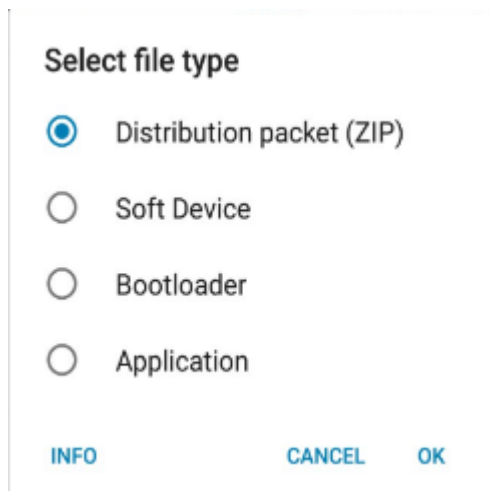 Select file type
Distribution packet (ZIP)
Soft Device
Bootloader
Application
INFO CANCEL OK